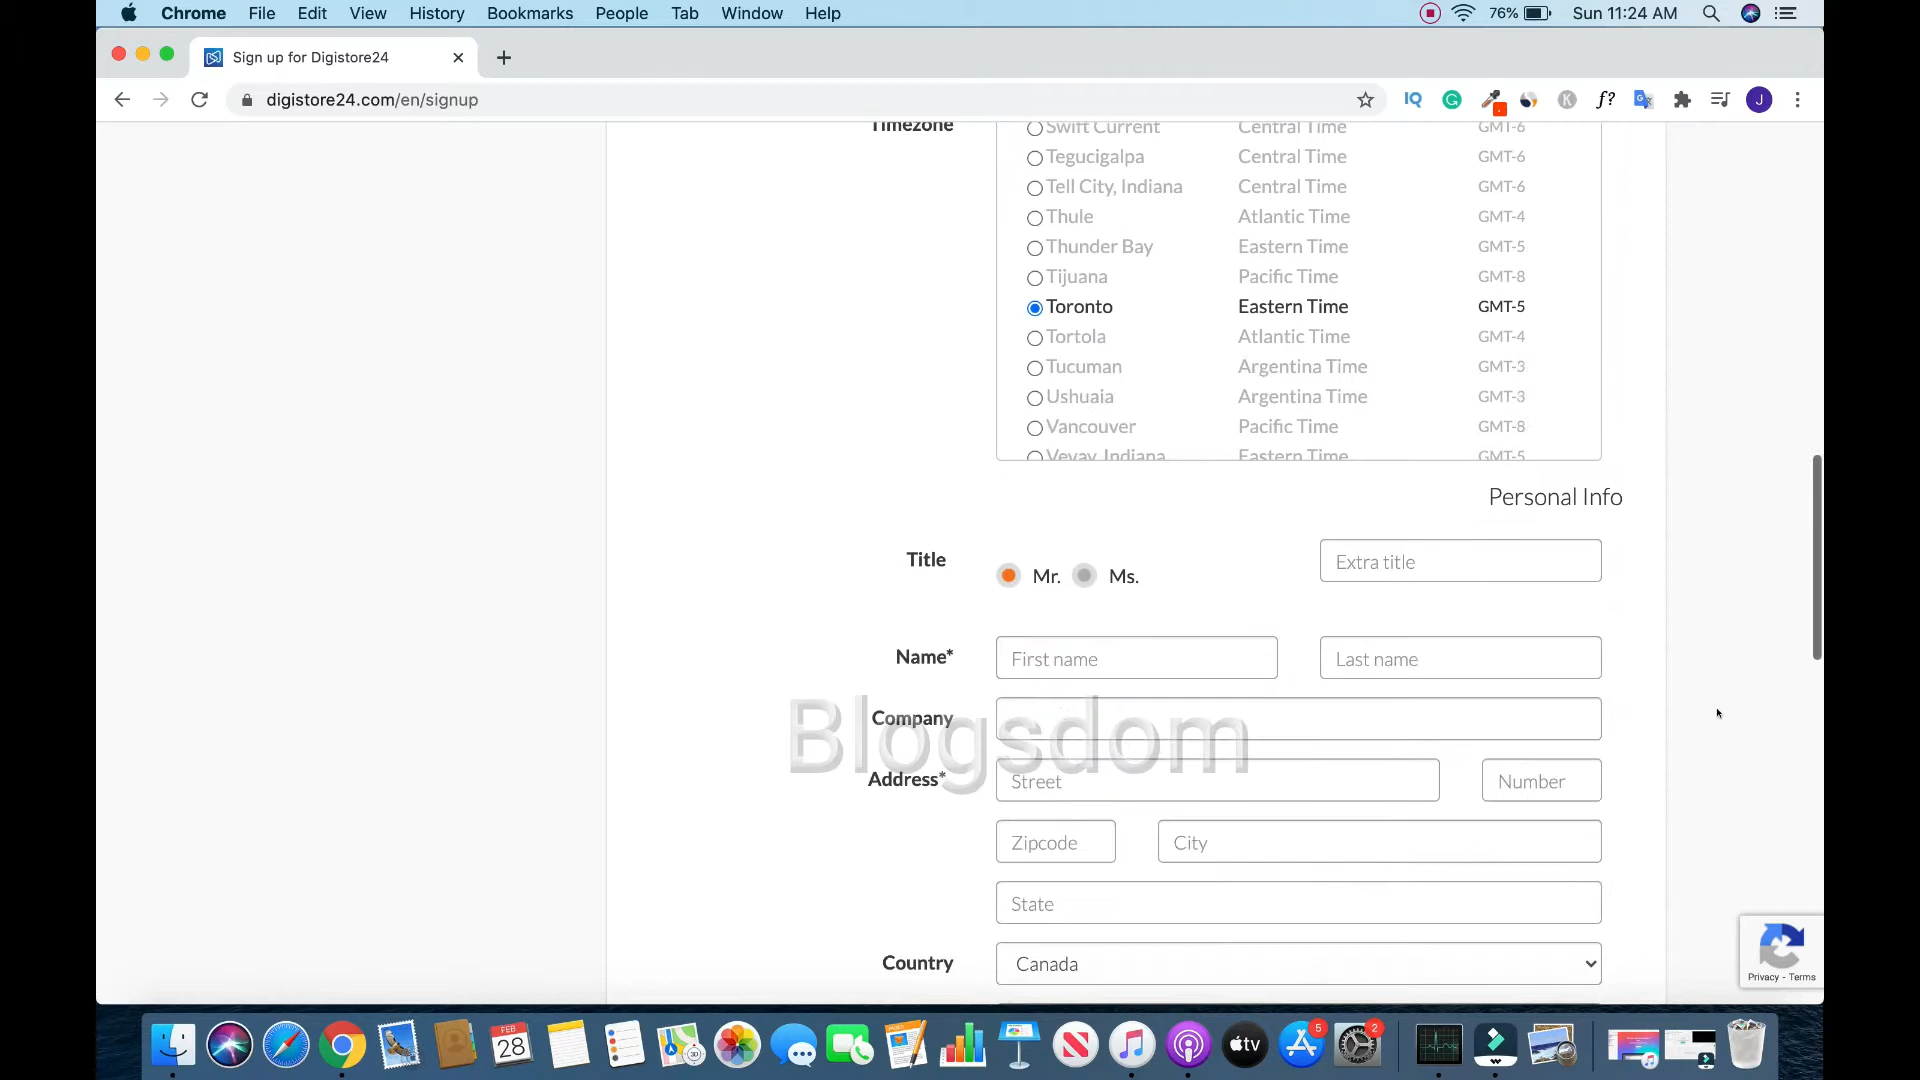 Chrome File Edit View History Bookmarks People Tab Window Help 76% Sun 11:24 AM
Sign up for Digistore24
digistore24.com/en/signup
IQ G K f? J
Timezone
Swift Current Central Time GMT-6
Tegucigalpa Central Time GMT-6
Tell City, Indiana Central Time GMT-6
Thule Atlantic Time GMT-4
Thunder Bay Eastern Time GMT-5
Tijuana Pacific Time GMT-8
Toronto Eastern Time GMT-5
Tortola Atlantic Time GMT-4
Tucuman Argentina Time GMT-3
Ushuaia Argentina Time GMT-3
Vancouver Pacific Time GMT-8
Vevay, Indiana Eastern Time GMT-5
Personal Info
Title Mr. Ms. Extra title
Name* First name Last name
Company
Blogsdom
Address* Street Number
Zipcode City
State
Country Canada
Privacy - Terms
FEB
28
tv
5
2